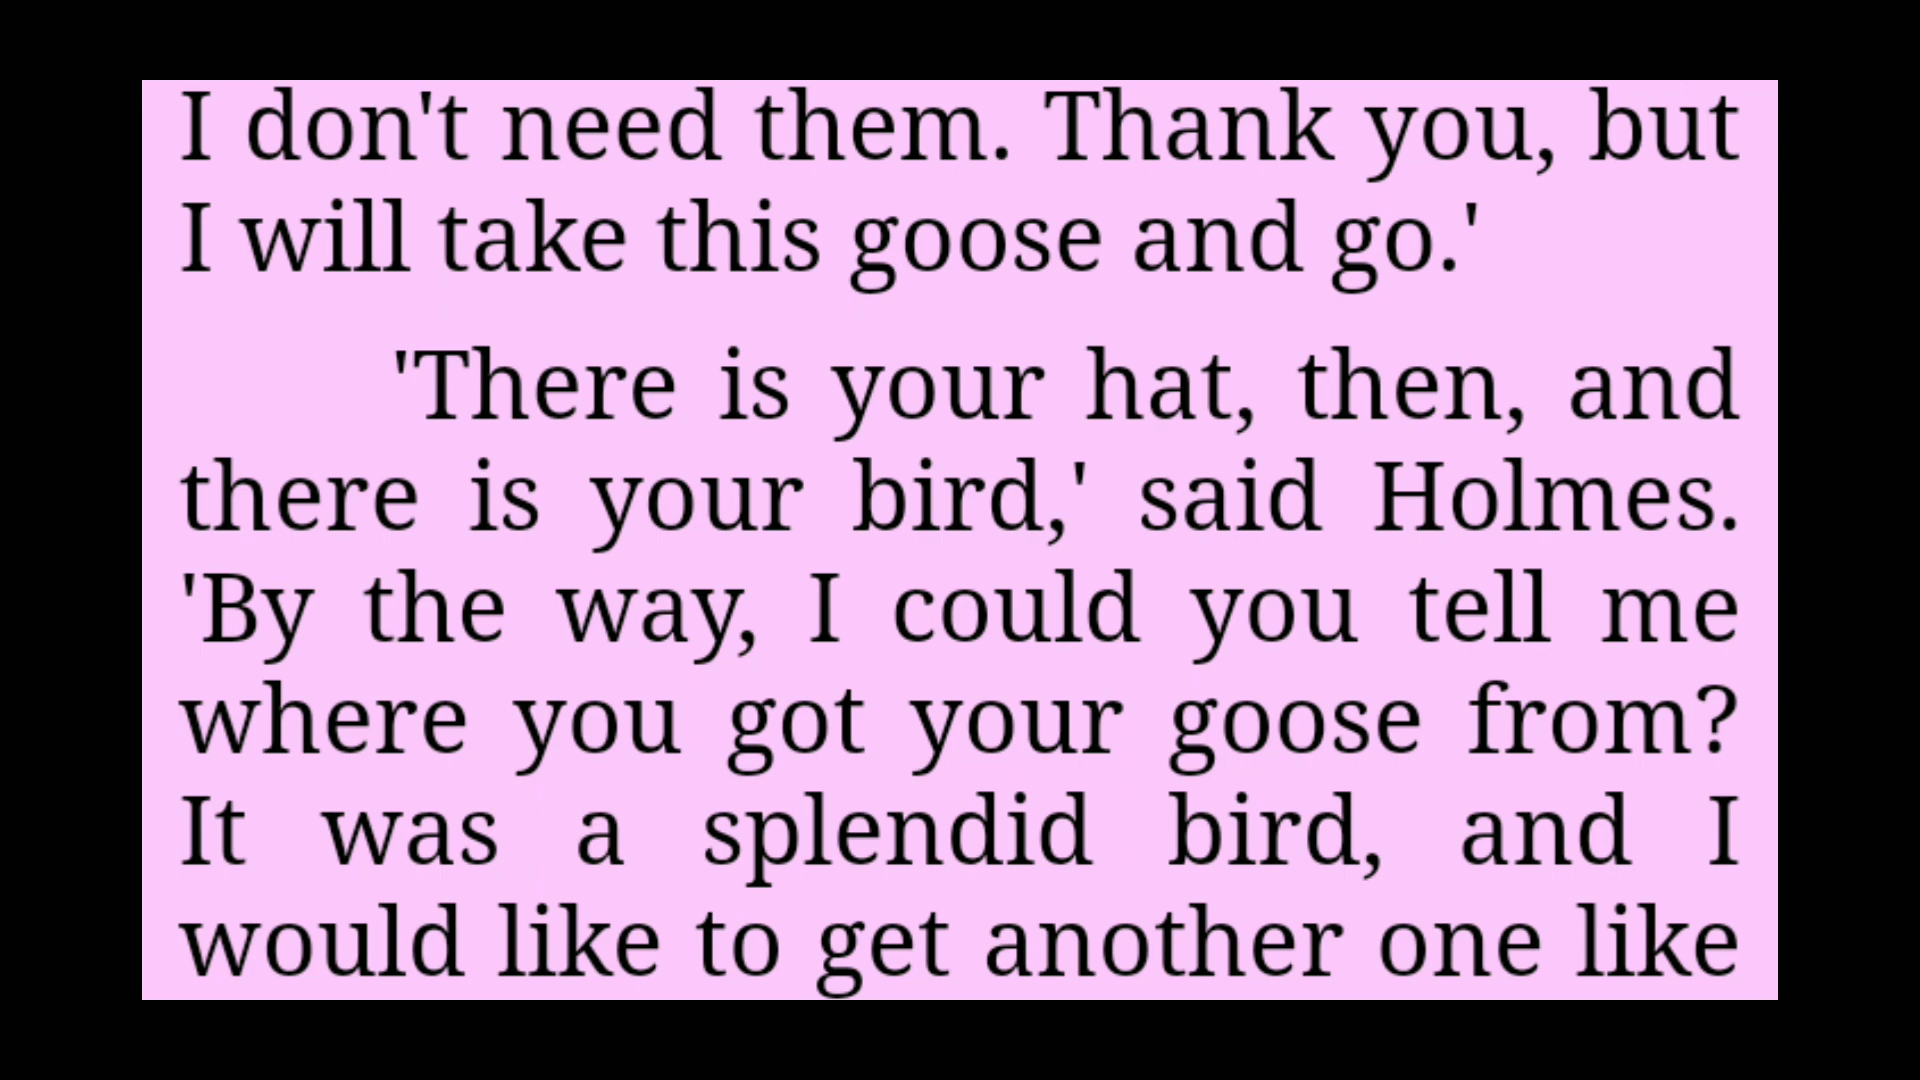 I don't need them. Thank you, but
I will take this goose and go.'
'There is your hat, then, and
there is your bird,' said Holmes.
'By the way, I could you tell me
where you got your goose from?
It was a splendid bird, and I
would like to get another one like